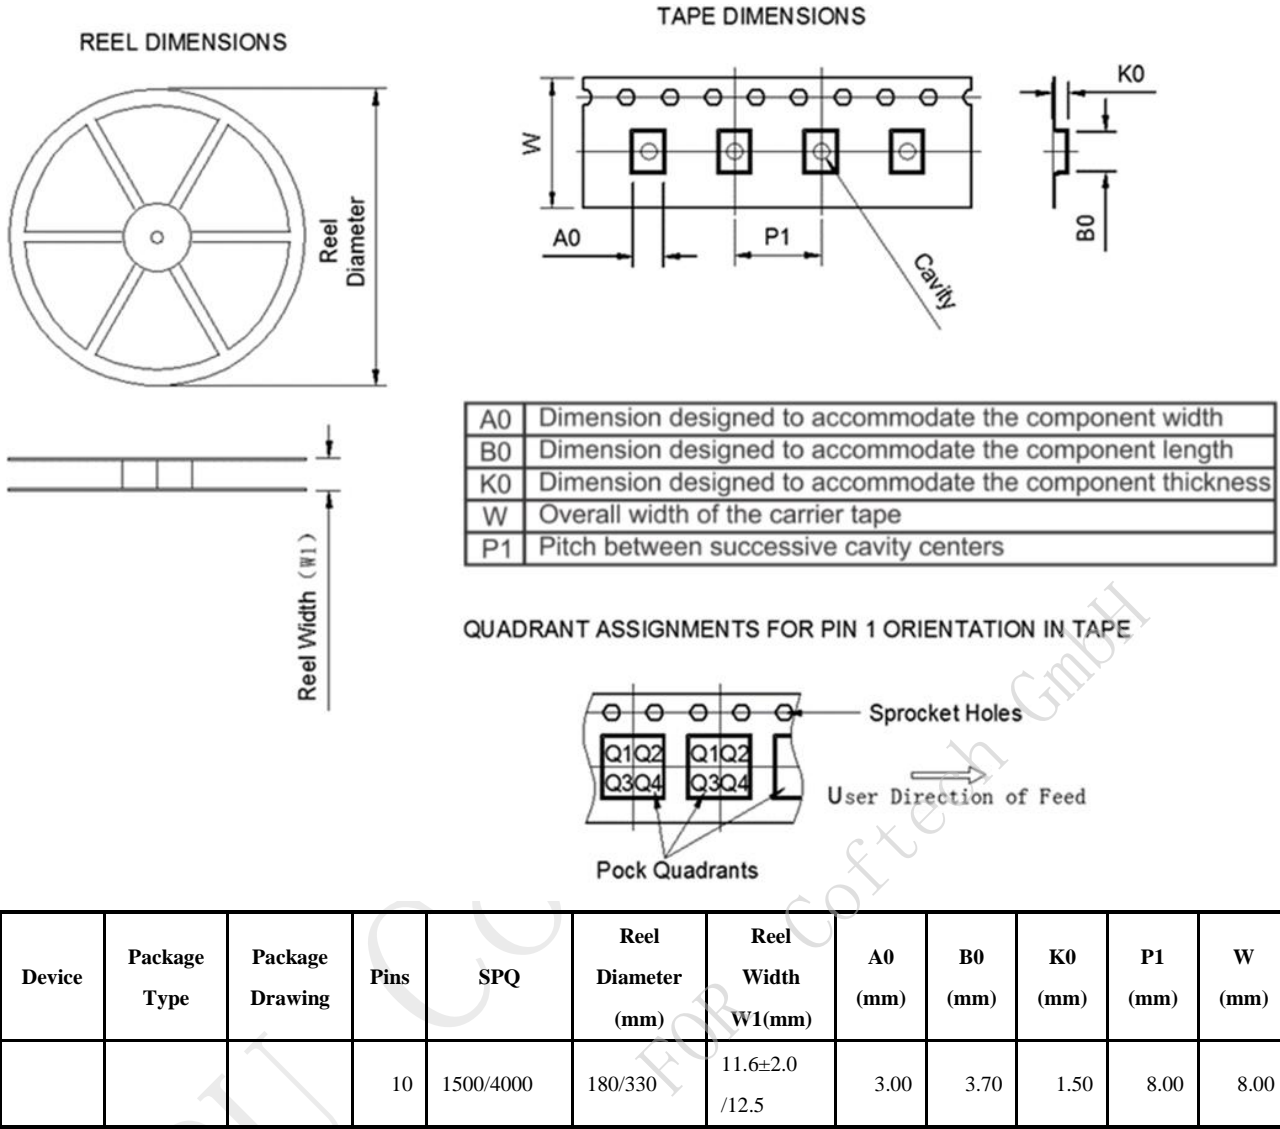 REEL DIMENSIONS
TAPE DIMENSIONS
Reel
Diameter
Reel Width (W1)
W
A0
P1
Cavity
K0
B0
A0 Dimension designed to accommodate the component width
B0 Dimension designed to accommodate the component length
K0 Dimension designed to accommodate the component thickness
W Overall width of the carrier tape
P1 Pitch between successive cavity centers
QUADRANT ASSIGNMENTS FOR PIN 1 ORIENTATION IN TAPE
Sprocket Holes
Q1 Q2 Q1 Q2
Q3 Q4 Q3 Q4
User Direction of Feed
Pock Quadrants
Device Package Type Package Drawing Pins SPQ Reel Diameter (mm) Reel Width W1(mm) A0 (mm) B0 (mm) K0 (mm) P1 (mm) W (mm)
10 1500/4000 180/330 11.6±2.0 /12.5 3.00 3.70 1.50 8.00 8.00
FOR Coftech GmbH